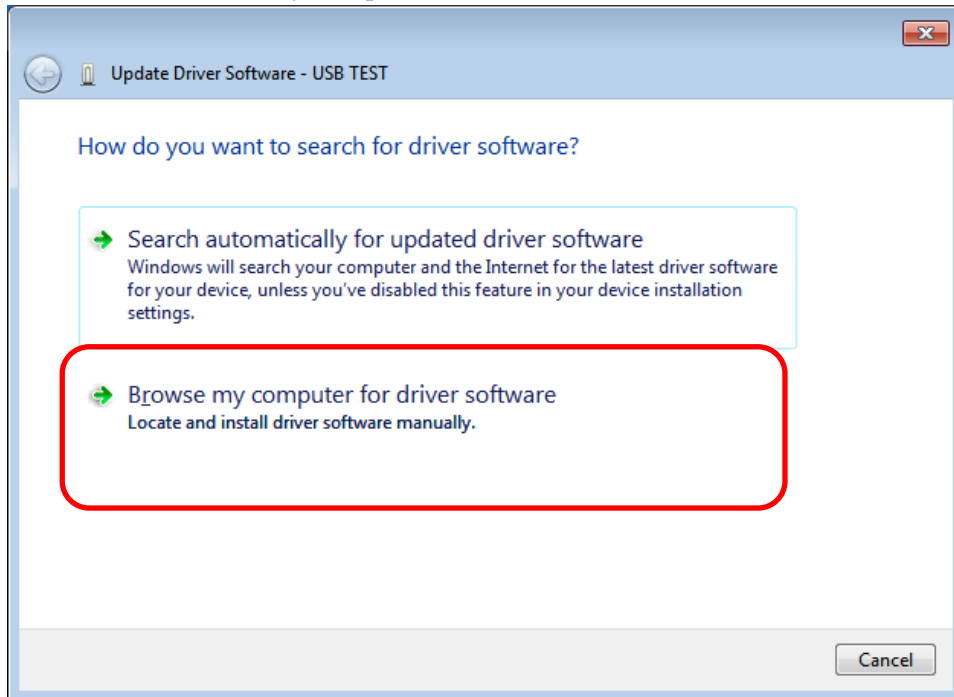 Update Driver Software - USB TEST
How do you want to search for driver software?
Search automatically for updated driver software
Windows will search your computer and the Internet for the latest driver software
for your device, unless you've disabled this feature in your device installation
settings.
Browse my computer for driver software
Locate and install driver software manually.
Cancel